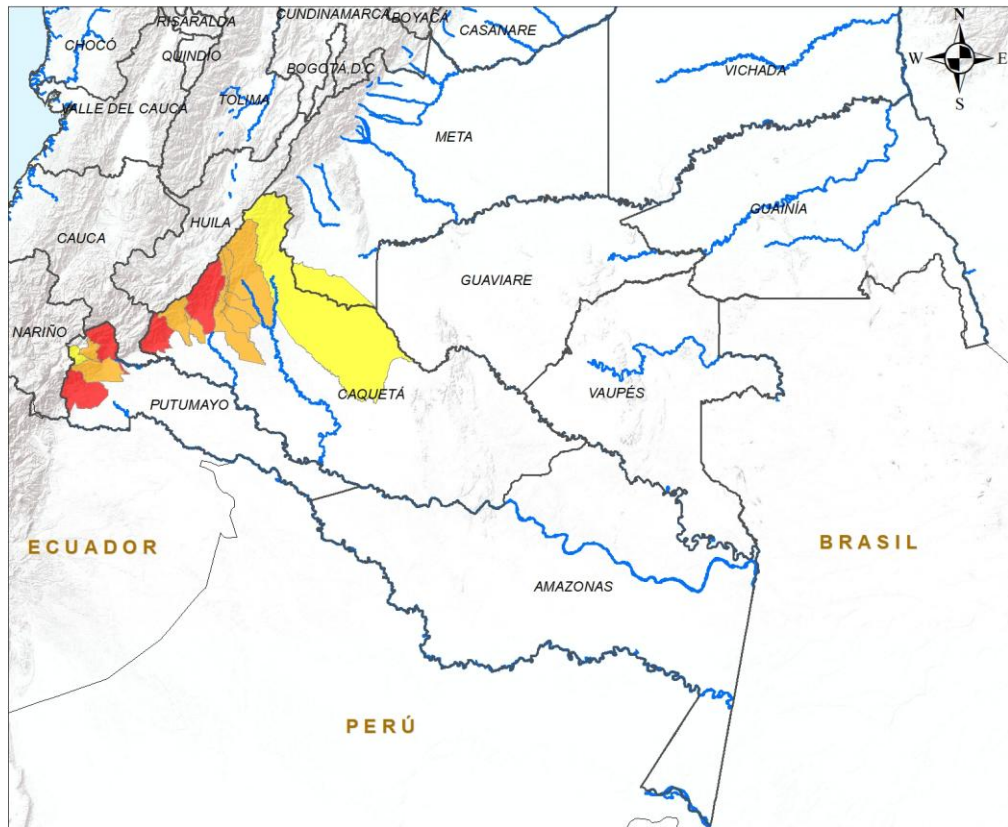 CUNDINAMARCA
BOYACÁ
RISARALDA
CASANARE
N
CHOCÓ
QUINDÍO
BOGOTÁ D.C
W
E
VICHADA
TOLIMA
S
VALLE DEL CAUCA
META
GUAINÍA
HUILA
CAUCA
GUAVIARE
NARIÑO
CAQUETÁ
VAUPÉS
PUTUMAYO
ECUADOR
BRASIL
AMAZONAS
PERÚ